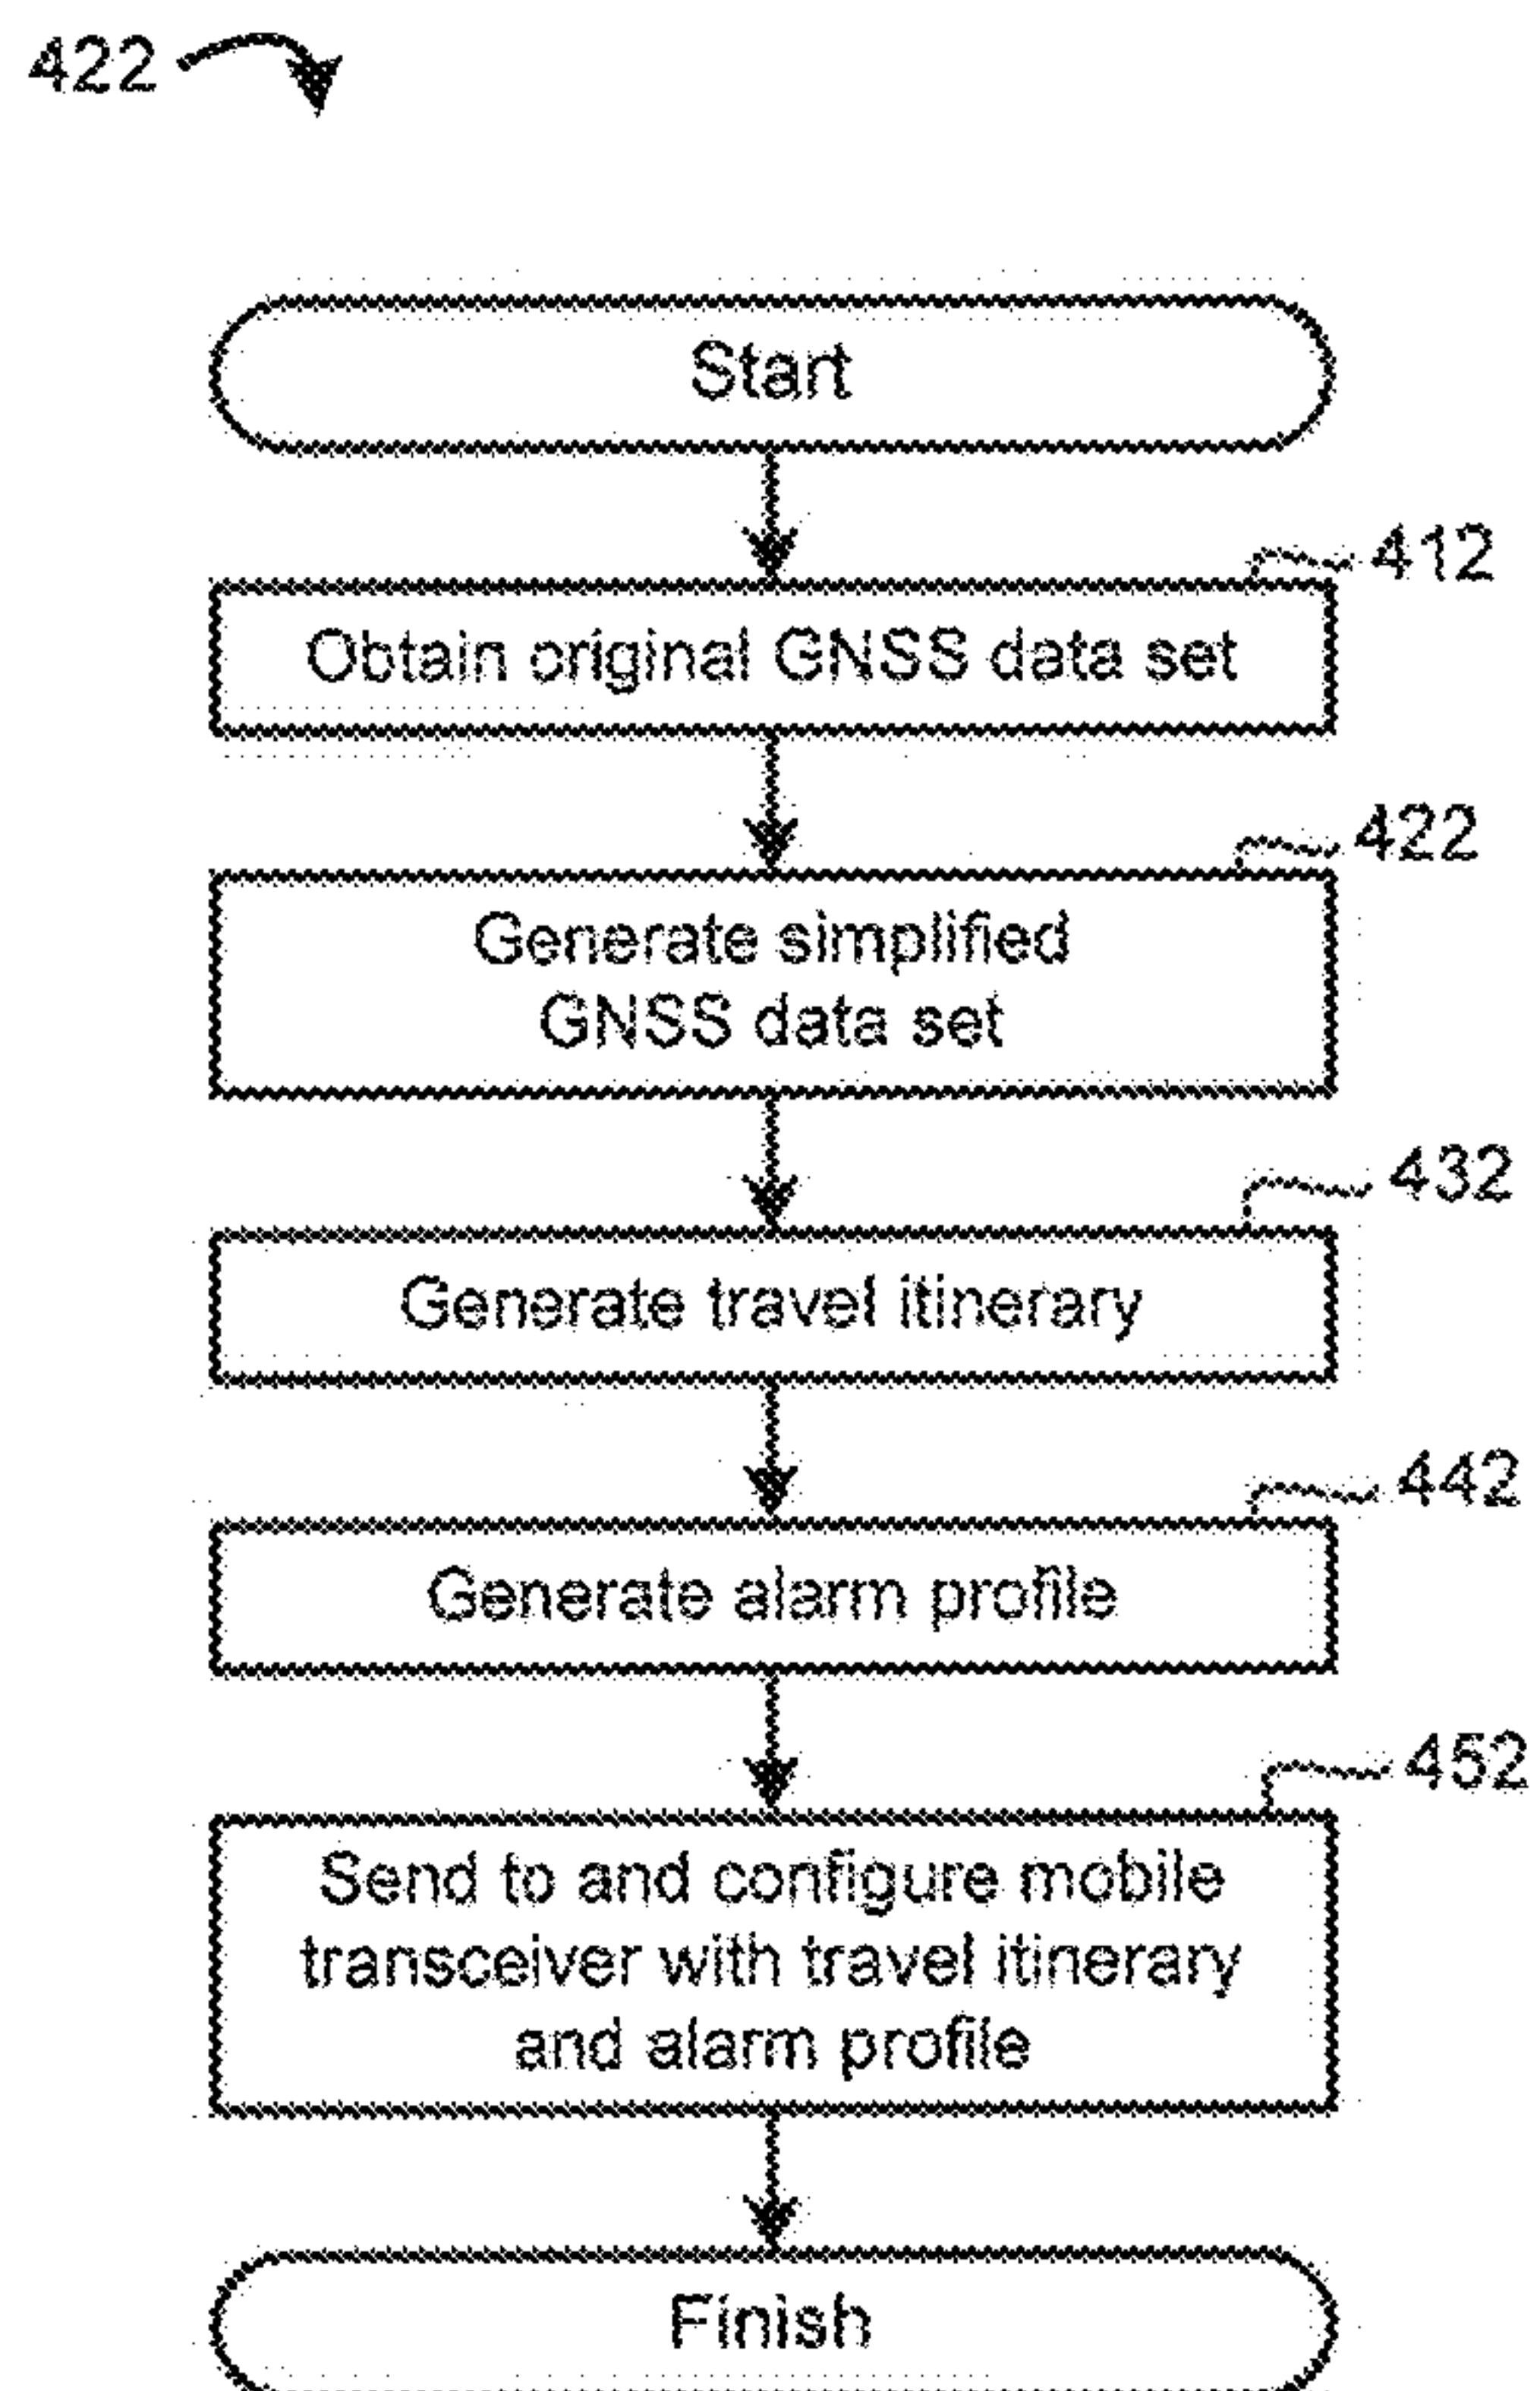 422
Start
412
Obtain original GNSS data set
422
Generate simplified
GNSS data set
432
Generate travel itinerary
442
Generate alarm profile
452
Send to and configure mobile
transceiver with travel itinerary
and alarm profile
Finish